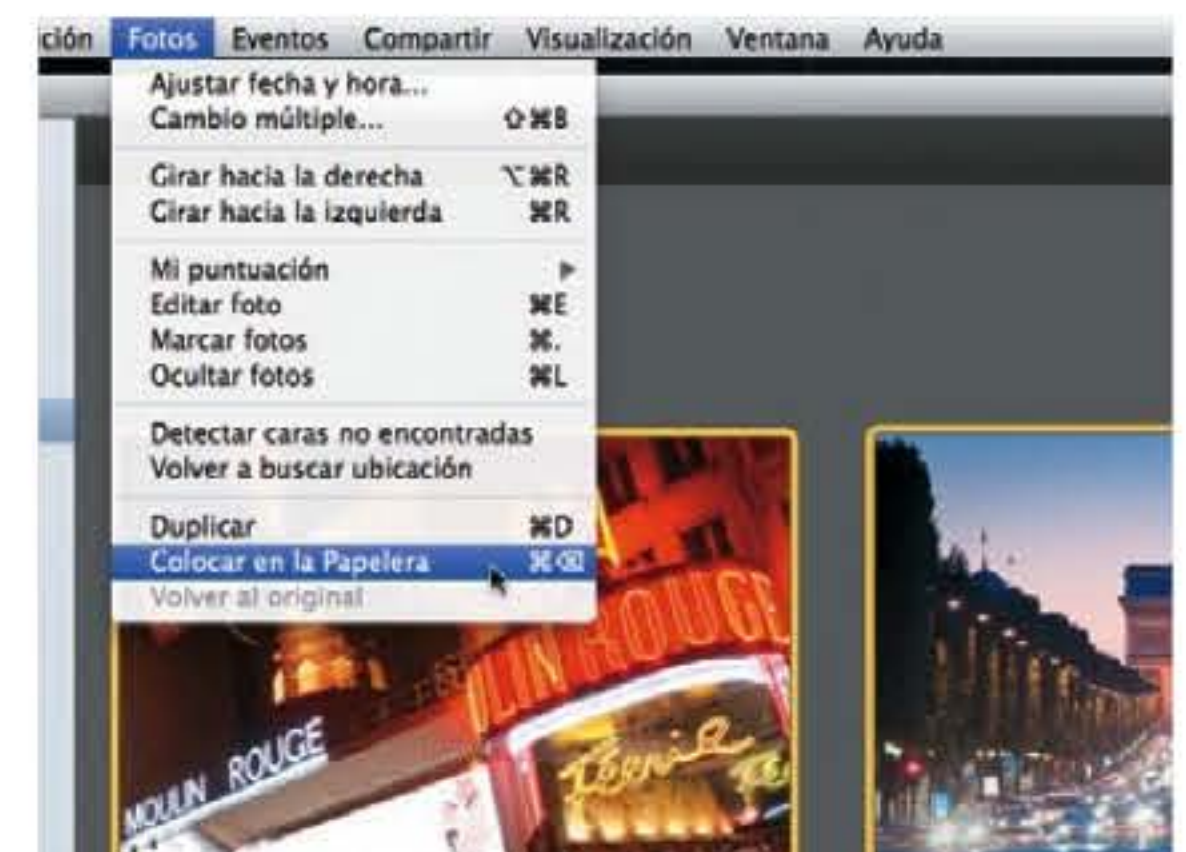 ción Fotos Eventos Compartir Visualización Ventana Ayuda
Ajustar fecha y hora...
Cambio múltiple... ⇧⌘B
Girar hacia la derecha ⌥⌘R
Girar hacia la izquierda ⌘R
Mi puntuación ▶
Editar foto ⌘E
Marcar fotos ⌘.
Ocultar fotos ⌘L
Detectar caras no encontradas
Volver a buscar ubicación
Duplicar ⌘D
Colocar en la Papelera ⌘⌫
Volver al original
OULIN ROUGE
MOULIN ROUGE